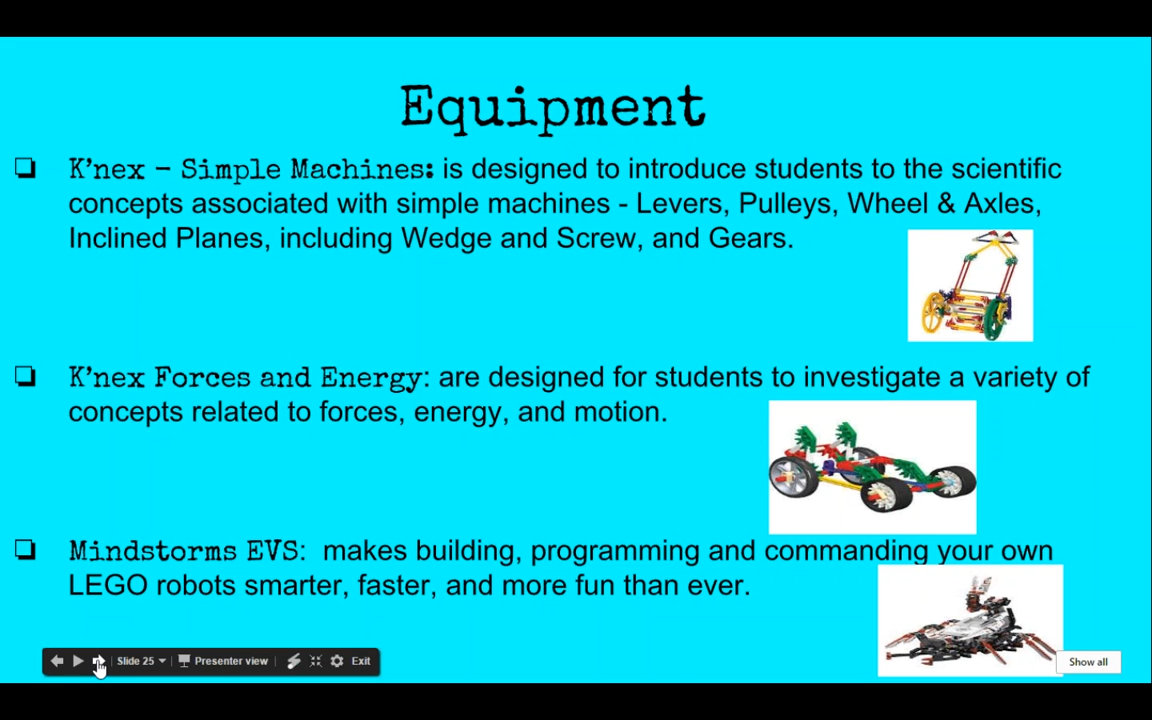 Equipment
K'nex – Simple Machines: is designed to introduce students to the scientific
concepts associated with simple machines - Levers, Pulleys, Wheel & Axles,
Inclined Planes, including Wedge and Screw, and Gears.
K'nex Forces and Energy: are designed for students to investigate a variety of
concepts related to forces, energy, and motion.
Mindstorms EVS: makes building, programming and commanding your own
LEGO robots smarter, faster, and more fun than ever.
Slide 25 Presenter view Exit
Show all